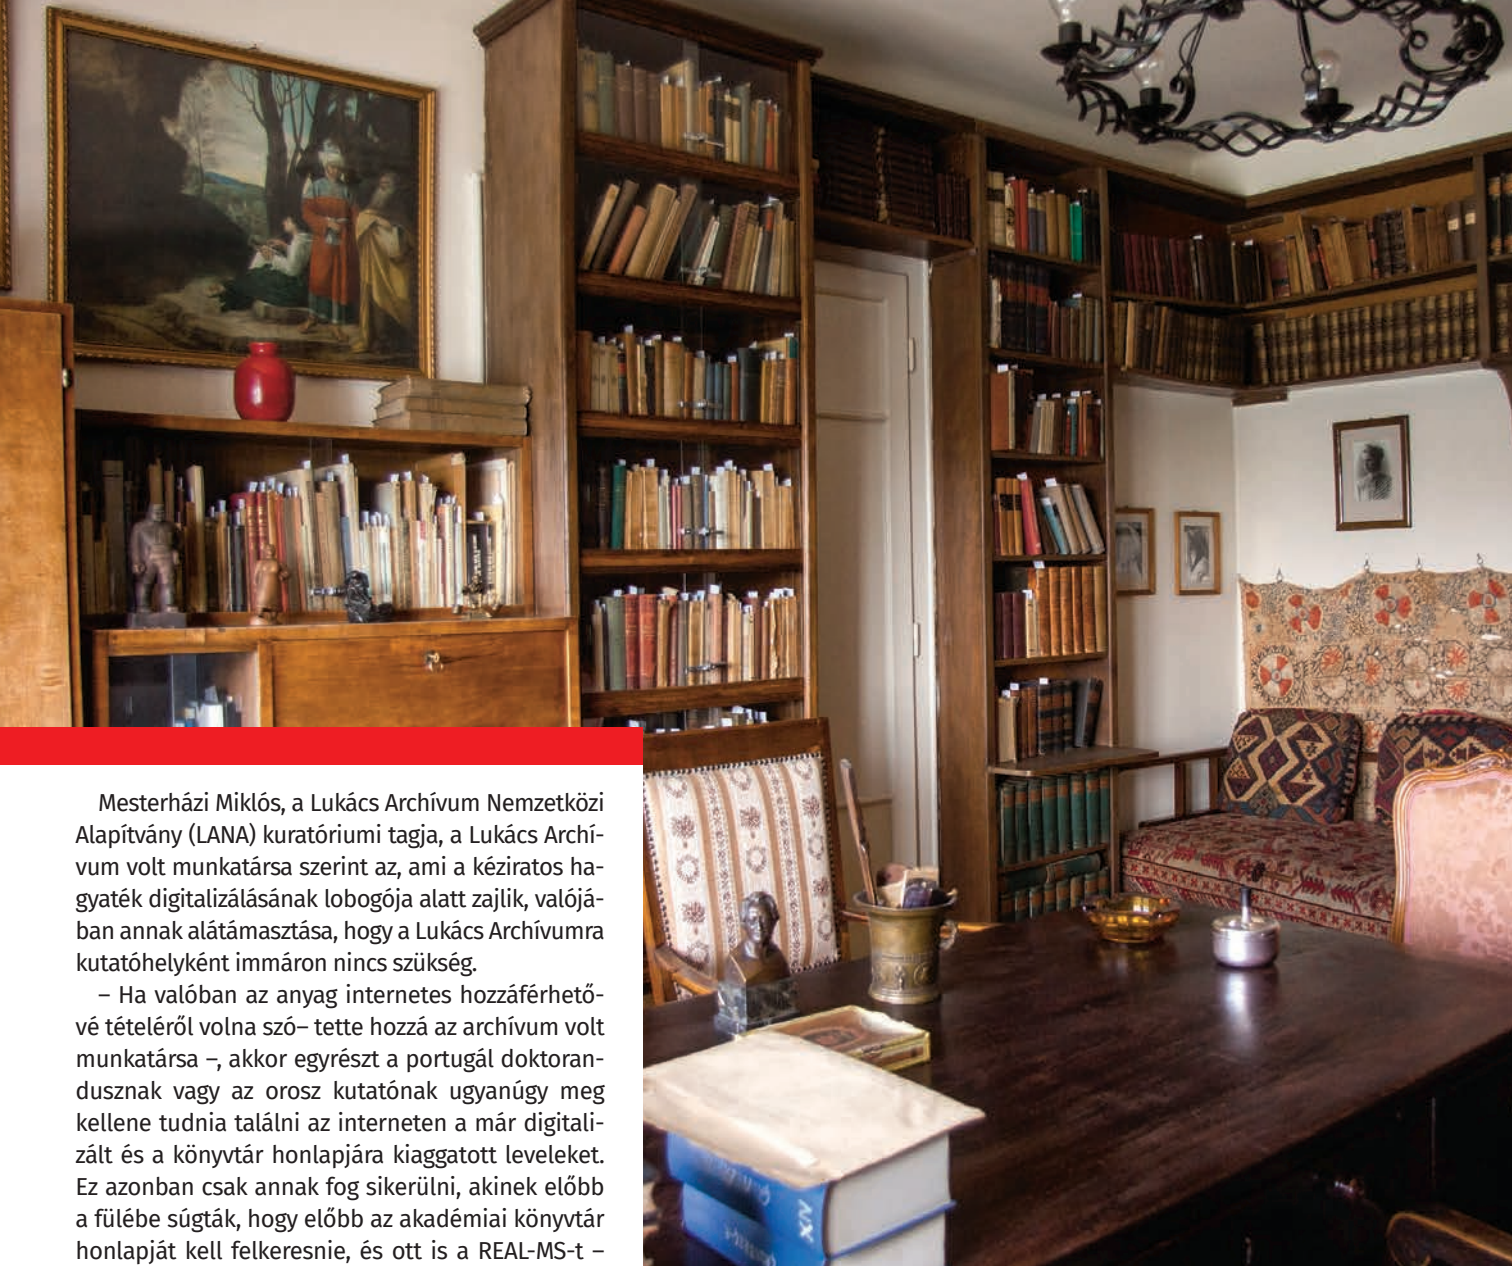 Mesterházi Miklós, a Lukács Archívum Nemzetközi
Alapítvány (LANA) kuratóriumi tagja, a Lukács Archí-
vum volt munkatársa szerint az, ami a kéziratos ha-
gyaték digitalizálásának lobogója alatt zajlik, valójá-
ban annak alátámasztása, hogy a Lukács Archívumra
kutatóhelyként immáron nincs szükség.
– Ha valóban az anyag internetes hozzáférhető-
vé tételéről volna szó– tette hozzá az archívum volt
munkatársa –, akkor egyrészt a portugál doktoran-
dusznak vagy az orosz kutatónak ugyanúgy meg
kellene tudnia találni az interneten a már digitali-
zált és a könyvtár honlapjára kiaggatott leveleket.
Ez azonban csak annak fog sikerülni, akinek előbb
a fülébe súgták, hogy előbb az akadémiai könyvtár
honlapját kell felkeresnie, és ott is a REAL-MS-t –
XIV